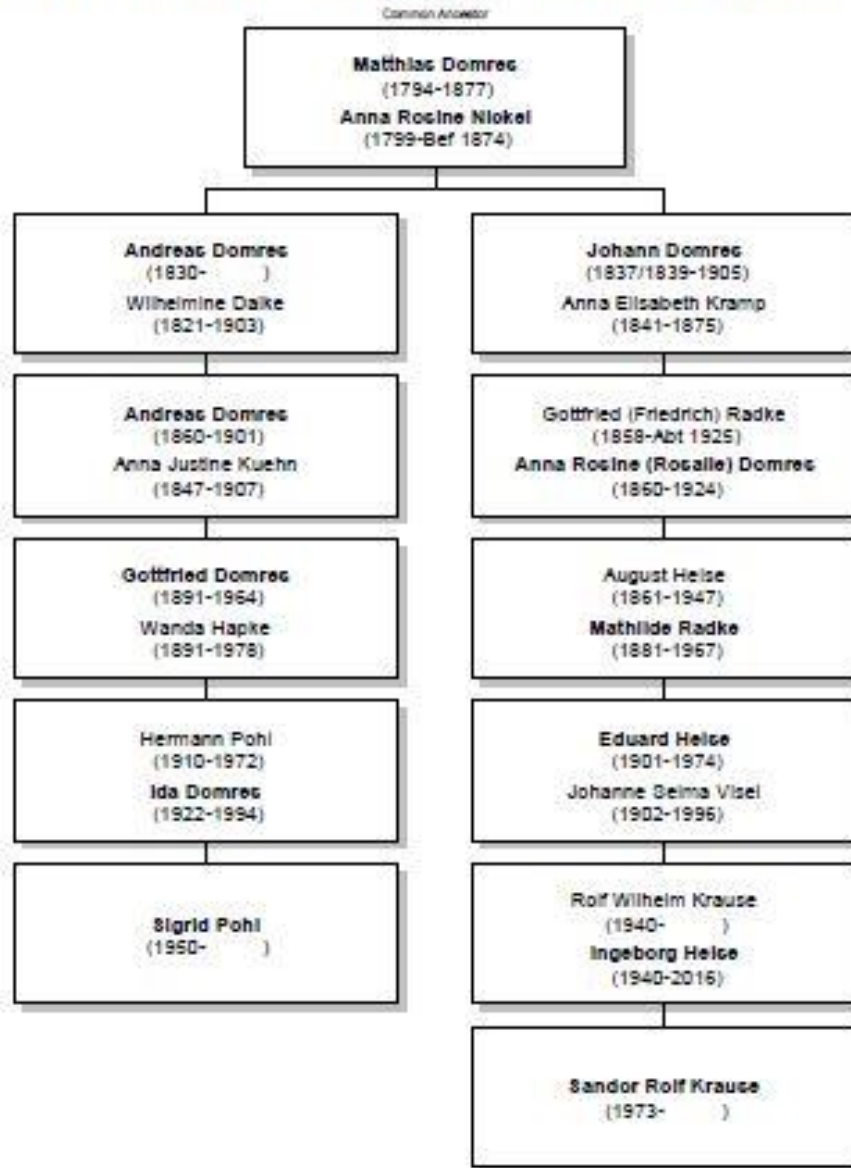 Common Ancestor
Matthias Domres
(1794-1877)
Anna Rosine Nickel
(1799-Bef 1874)
Andreas Domres
(1830- )
Wilhelmine Dalke
(1821-1903)
Johann Domres
(1837/1839-1905)
Anna Elisabeth Kramp
(1841-1875)
Andreas Domres
(1860-1901)
Anna Justine Kuehn
(1847-1907)
Gottfried (Friedrich) Radke
(1858-Abt 1925)
Anna Rosine (Rosalie) Domres
(1860-1924)
Gottfried Domres
(1891-1964)
Wanda Hapke
(1891-1978)
August Heise
(1861-1947)
Mathilde Radke
(1881-1967)
Hermann Pohl
(1910-1972)
Ida Domres
(1922-1994)
Eduard Heise
(1901-1974)
Johanne Selma Visel
(1902-1996)
Sigrid Pohl
(1950- )
Rolf Wilhelm Krause
(1940- )
Ingeborg Heise
(1940-2016)
Sandor Rolf Krause
(1973- )